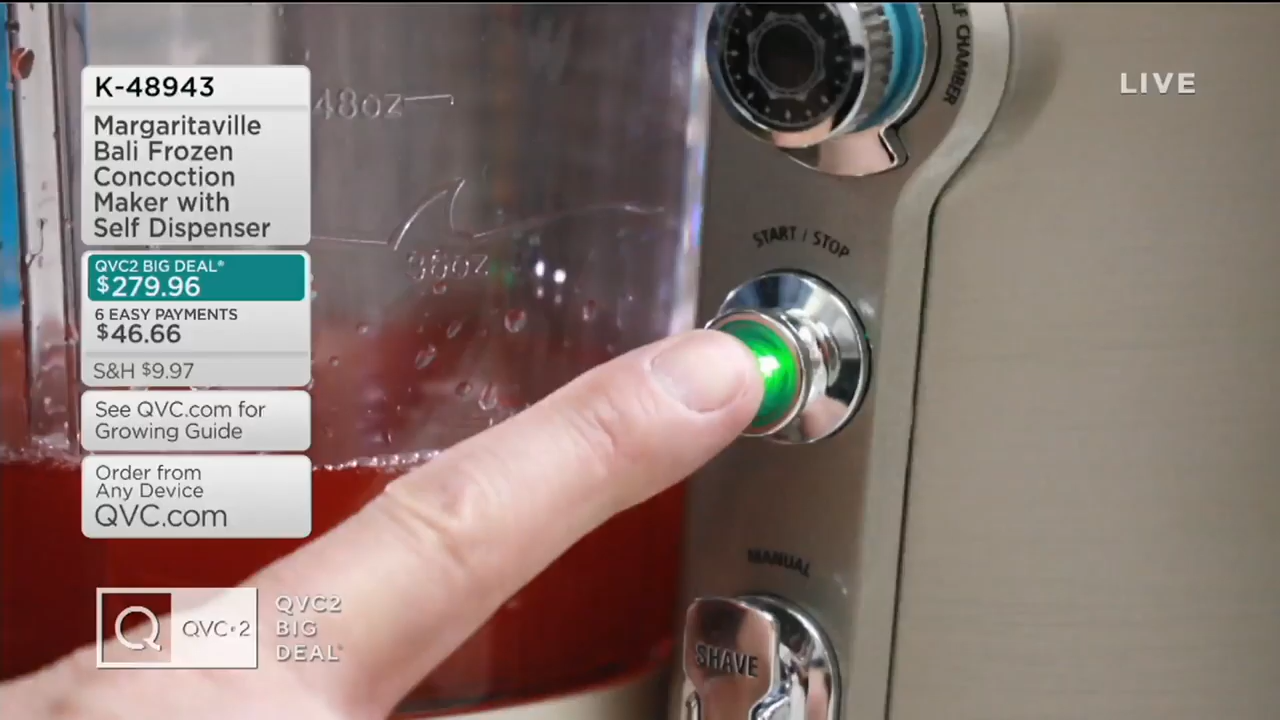 K-48943
Margaritaville
Bali Frozen
Concoction
Maker with
Self Dispenser
QVC2 BIG DEAL®
$279.96
6 EASY PAYMENTS
$46.66
S&H $9.97
See QVC.com for
Growing Guide
Order from
Any Device
QVC.com
Q QVC•2
QVC2
BIG
DEAL®
48oz
36oz
LF CHAMBER
LIVE
START / STOP
MANUAL
SHAVE